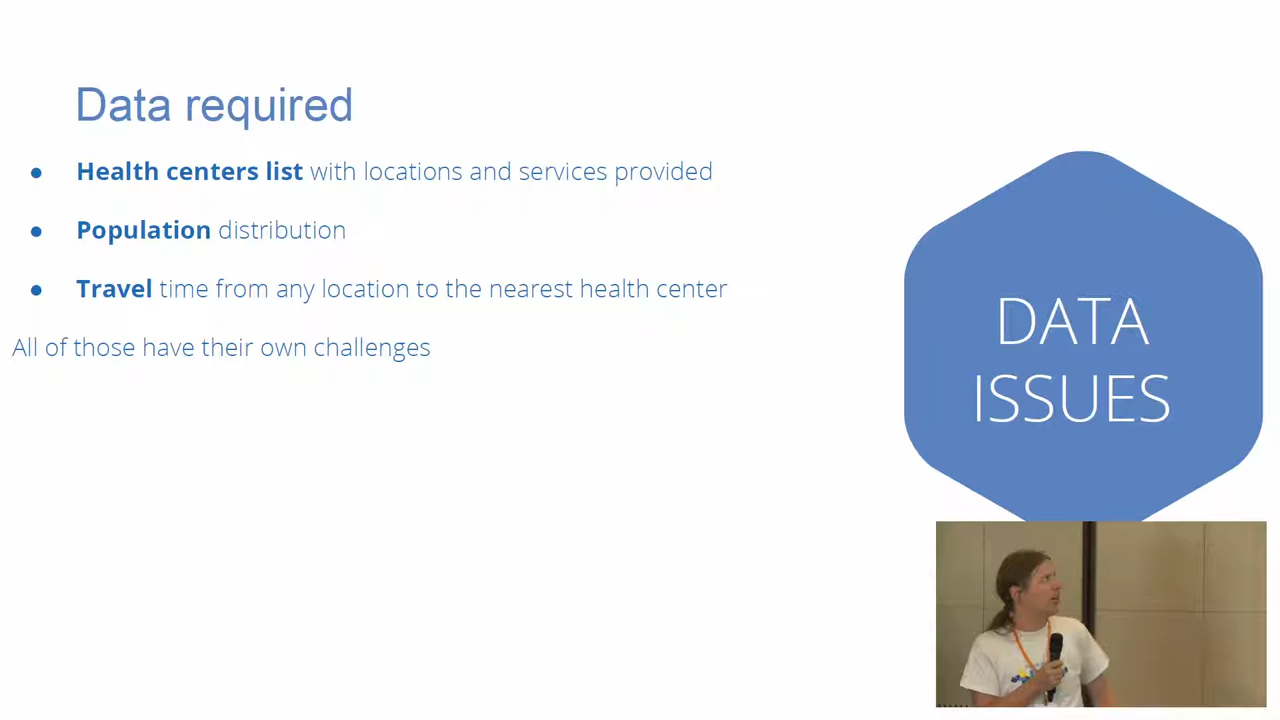 Data required
● Health centers list with locations and services provided
● Population distribution
● Travel time from any location to the nearest health center
All of those have their own challenges
DATA
ISSUES